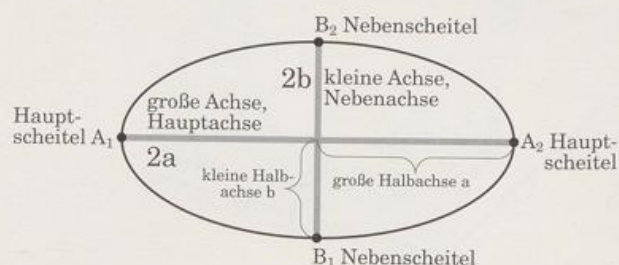 B₂ Nebenscheitel
2b kleine Achse,
Nebenachse
große Achse,
Hauptachse
Haupt-
scheitel A₁
2a
A₂ Haupt-
scheitel
kleine Halb-
achse b
große Halbachse a
B₁ Nebenscheitel